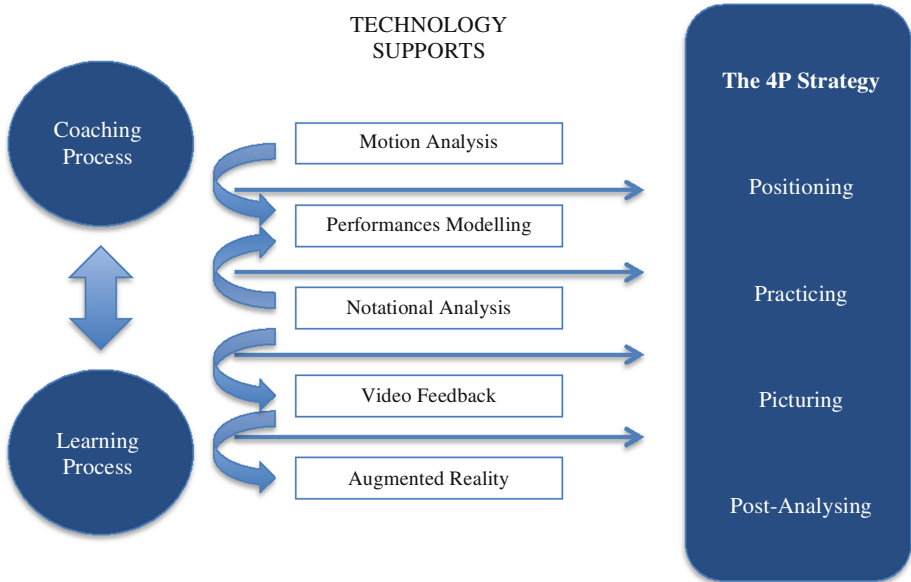 TECHNOLOGY
SUPPORTS
Coaching
Process
Learning
Process
Motion Analysis
Performances Modelling
Notational Analysis
Video Feedback
Augmented Reality
The 4P Strategy
Positioning
Practicing
Picturing
Post-Analysing